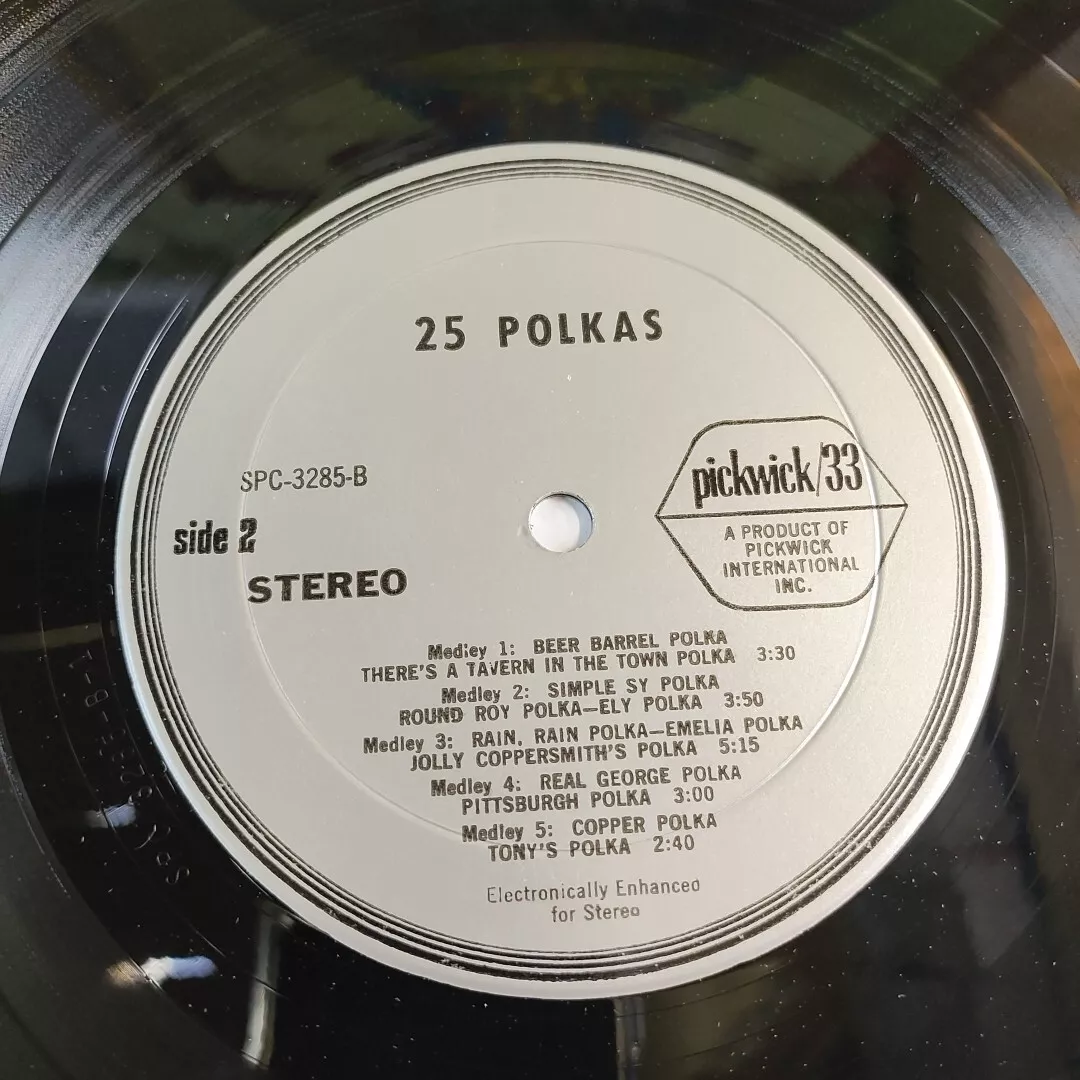 25 POLKAS
SPC-3285-B
side 2
STEREO
pickwick/33
A PRODUCT OF
PICKWICK
INTERNATIONAL
INC.
Medley 1: BEER BARREL POLKA
THERE'S A TAVERN IN THE TOWN POLKA 3:30
Medley 2: SIMPLE SY POLKA
ROUND ROY POLKA—ELY POLKA 3:50
Medley 3: RAIN, RAIN POLKA—EMELIA POLKA
JOLLY COPPERSMITH'S POLKA 5:15
Medley 4: REAL GEORGE POLKA
PITTSBURGH POLKA 3:00
Medley 5: COPPER POLKA
TONY'S POLKA 2:40
Electronically Enhanced
for Stereo